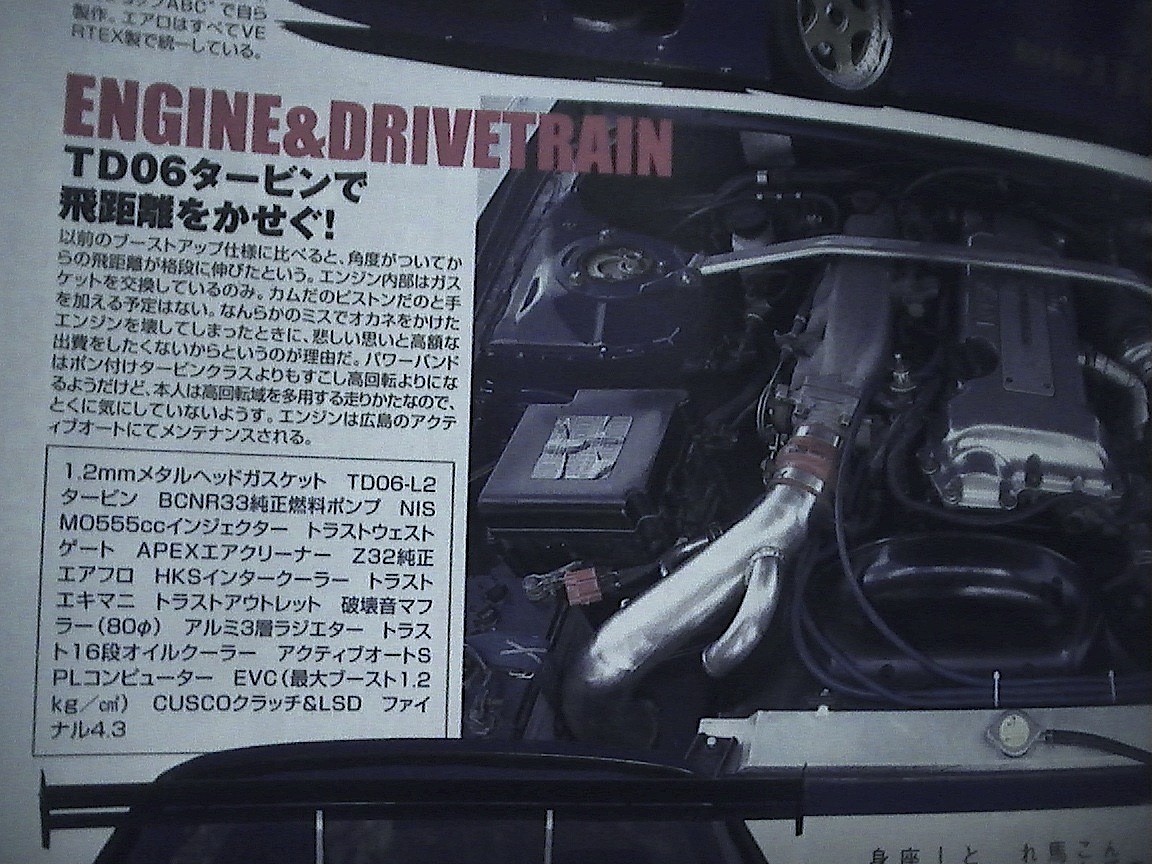 ョップABC"で自ら
製作。エアロはすべてVE
RTEX製で統一している。
ENGINE&DRIVETRAIN
TD06タービンで
飛距離をかせぐ!
以前のブーストアップ仕様に比べると、角度がついてか
らの飛距離が格段に伸びたという。エンジン内部はガス
ケットを交換しているのみ。カムだのピストンだのと手
を加える予定はない。なんらかのミスでオカネをかけた
エンジンを壊してしまったときに、悲しい思いと高額な
出費をしたくないからというのが理由だ。パワーバンド
はポン付けタービンクラスよりもすこし高回転よりにな
るようだけど、本人は高回転域を多用する走りかたなので、
とくに気にしていないようす。エンジンは広島のアクテ
ィブオートにてメンテナンスされる。
1.2mmメタルヘッドガスケット TD06-L2
タービン BCNR33純正燃料ポンプ NIS
MO555ccインジェクター トラストウェスト
ゲート APEXエアクリーナー Z32純正
エアフロ HKSインタークーラー トラスト
エキマニ トラストアウトレット 破壊音マフ
ラー(80φ) アルミ3層ラジエター トラス
ト16段オイルクーラー アクティブオートS
PLコンピューター EVC(最大ブースト1.2
kg/c㎡) CUSCOクラッチ&LSD ファイ
ナル4.3